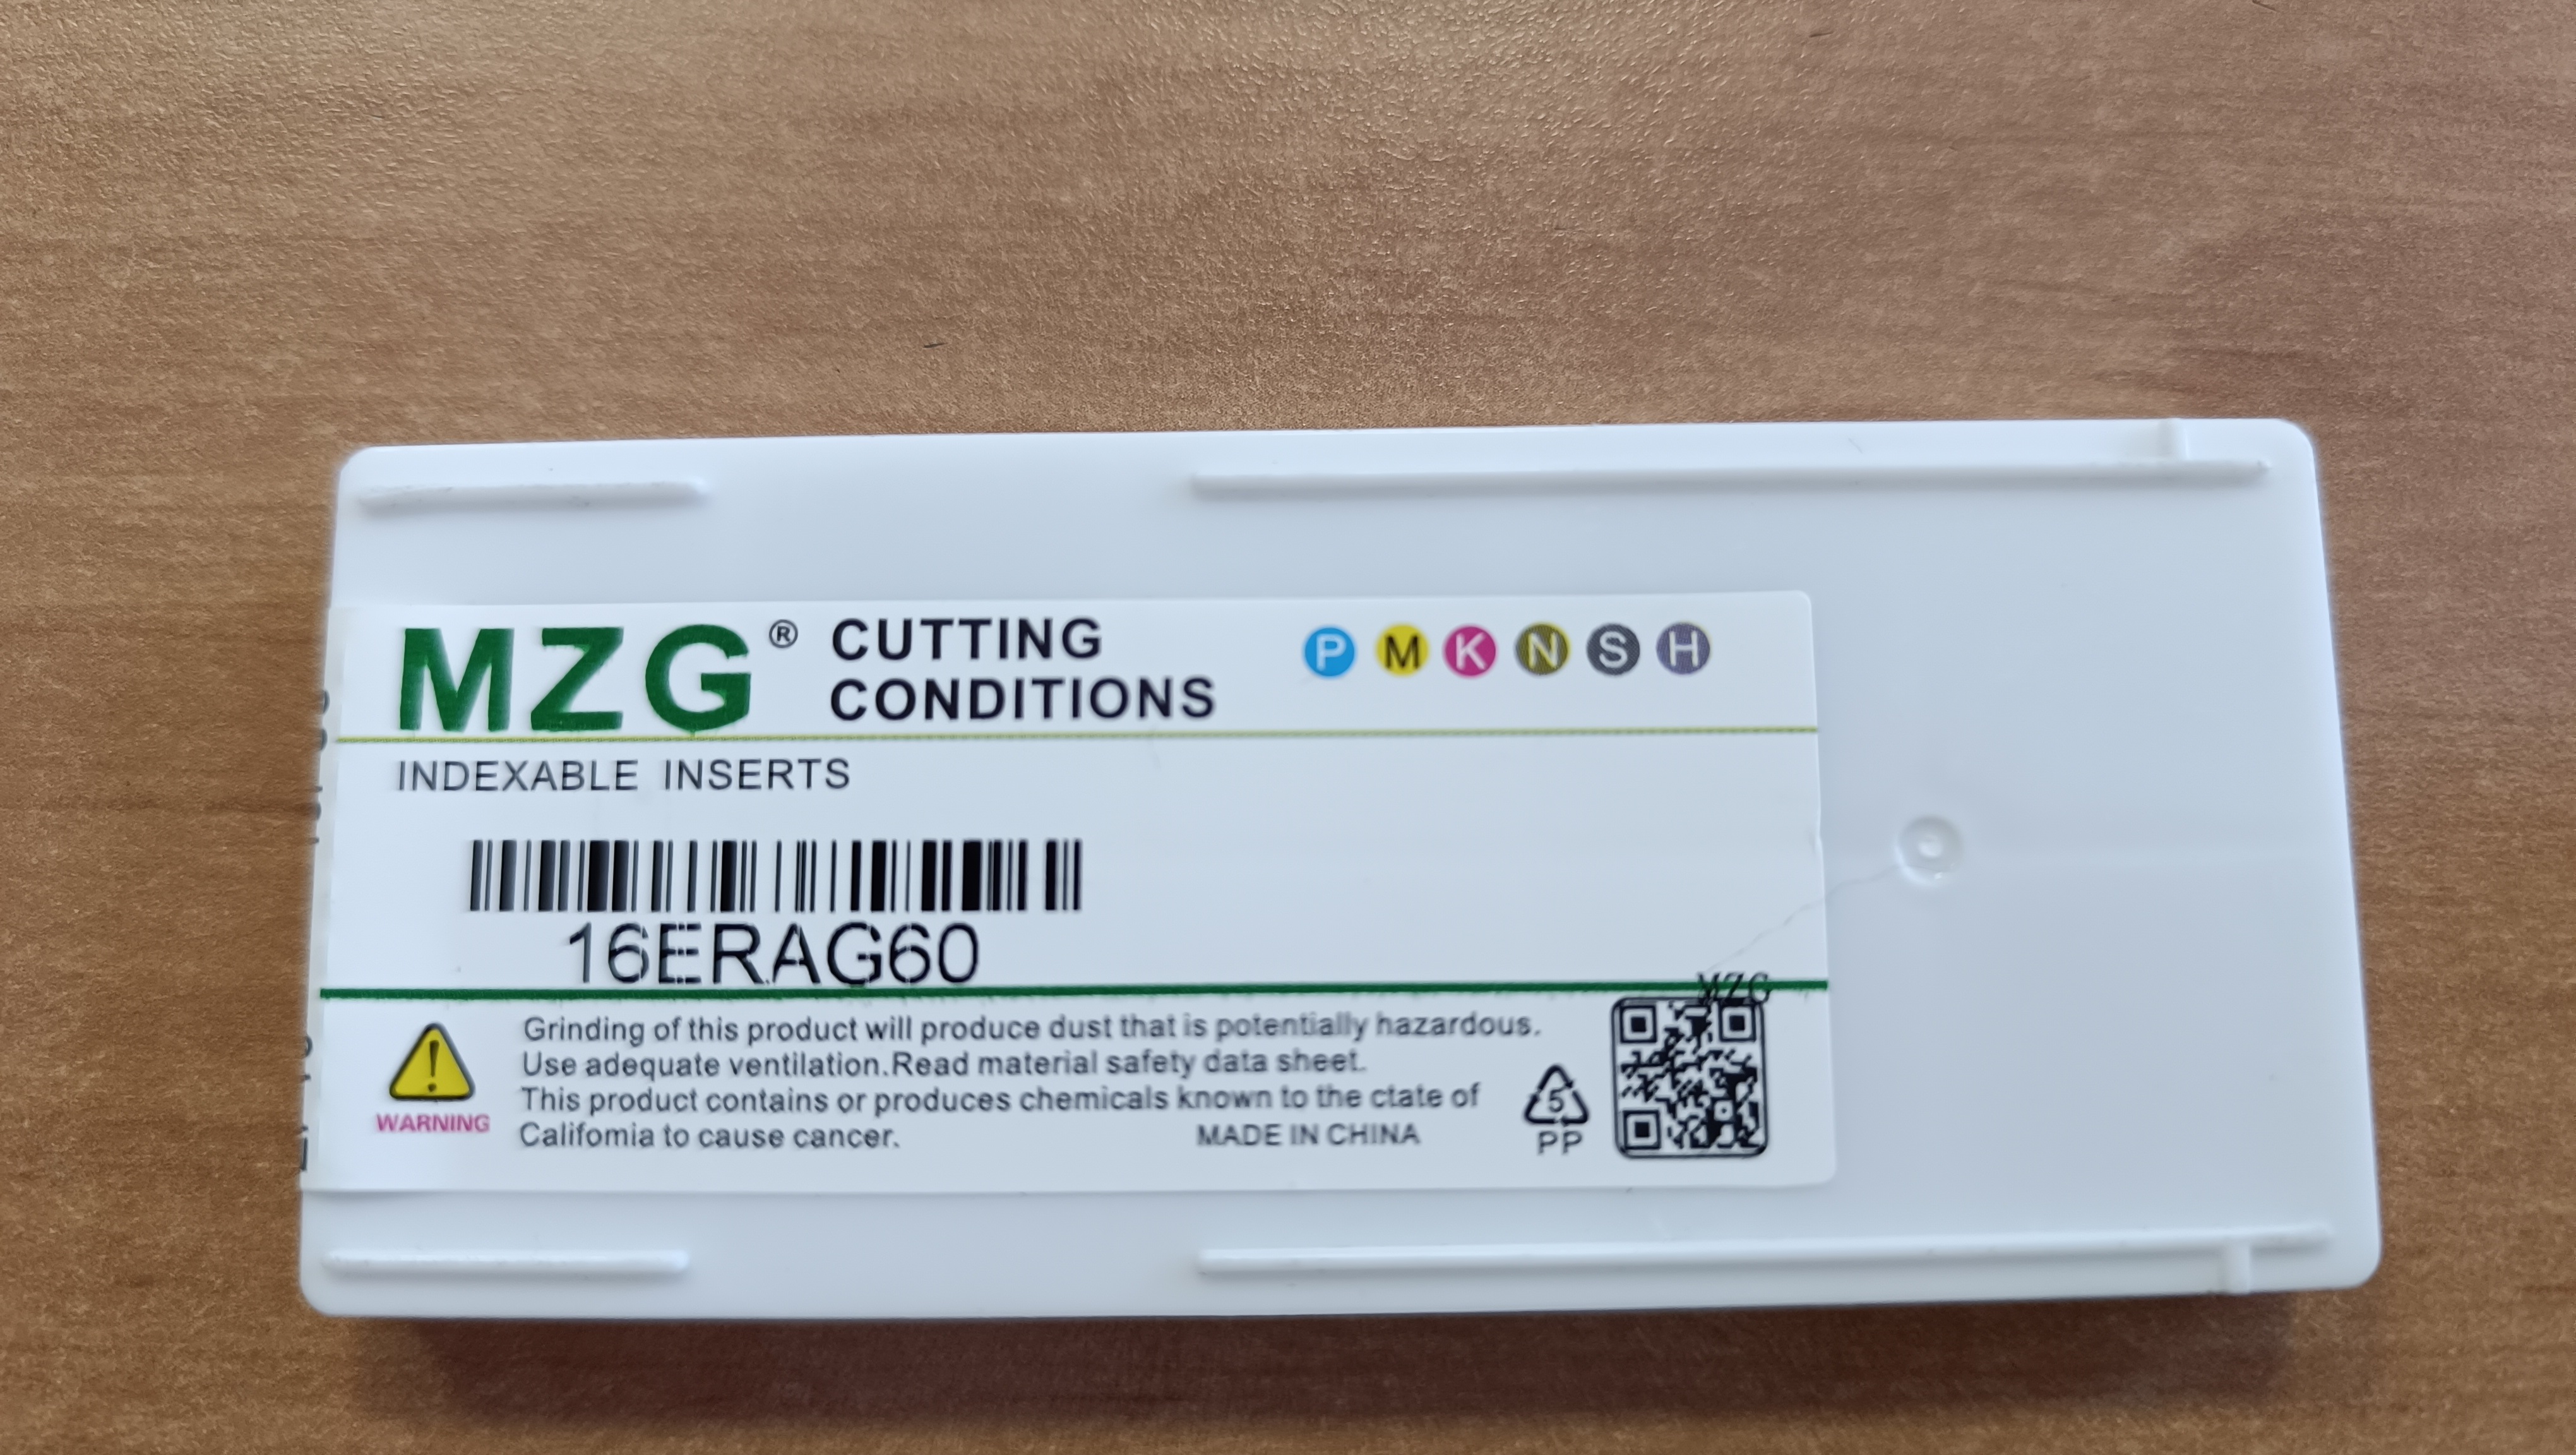 MZG® CUTTING
CONDITIONS
P M K N S H
INDEXABLE INSERTS
16ERAG60
MZG
Grinding of this product will produce dust that is potentially hazardous.
Use adequate ventilation.Read material safety data sheet.
This product contains or produces chemicals known to the ctate of
Califomia to cause cancer.
MADE IN CHINA
WARNING
5
PP